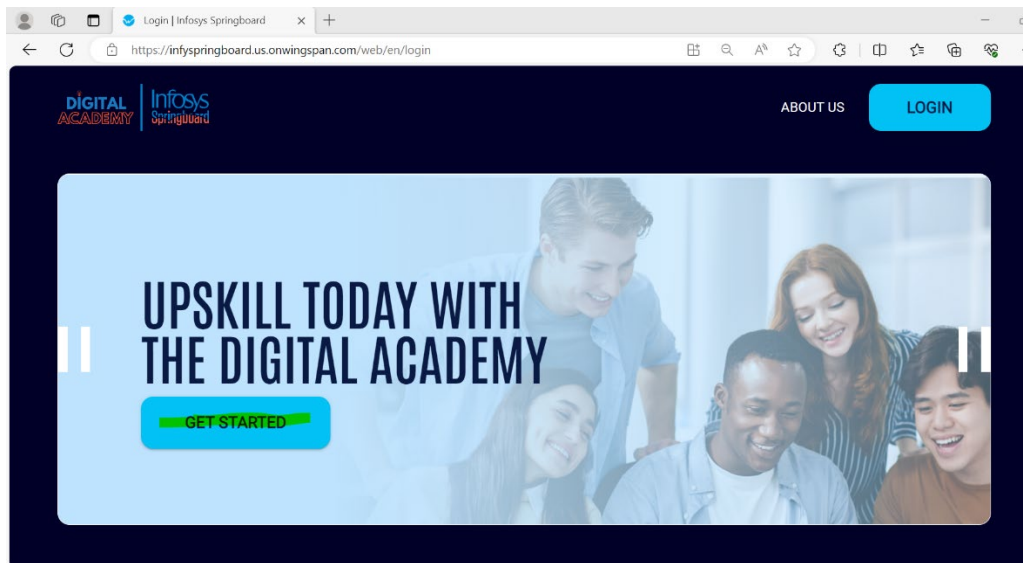 Login | Infosys Springboard
https://infyspringboard.us.onwingspan.com/web/en/login
DIGITAL
ACADEMY
Infosys
Springboard
ABOUT US
LOGIN
UPSKILL TODAY WITH
THE DIGITAL ACADEMY
GET STARTED